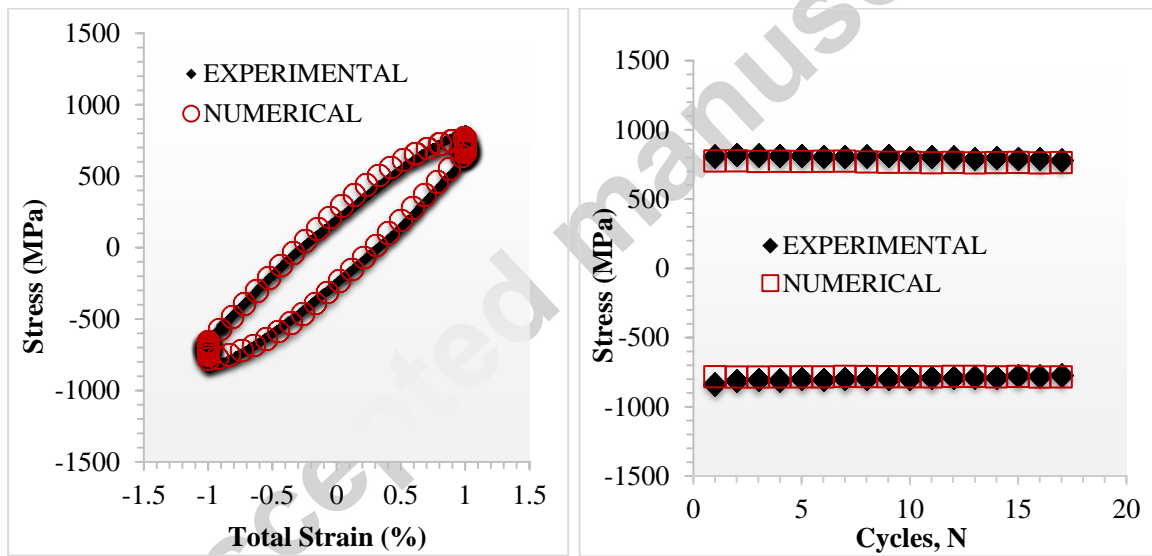 1500
1000
500
0
-500
-1000
-1500
Stress (MPa)
EXPERIMENTAL
NUMERICAL
-1.5 -1 -0.5 0 0.5 1 1.5
Total Strain (%)
1500
1000
500
0
-500
-1000
-1500
Stress (MPa)
EXPERIMENTAL
NUMERICAL
0 5 10 15 20
Cycles, N
cepted manus